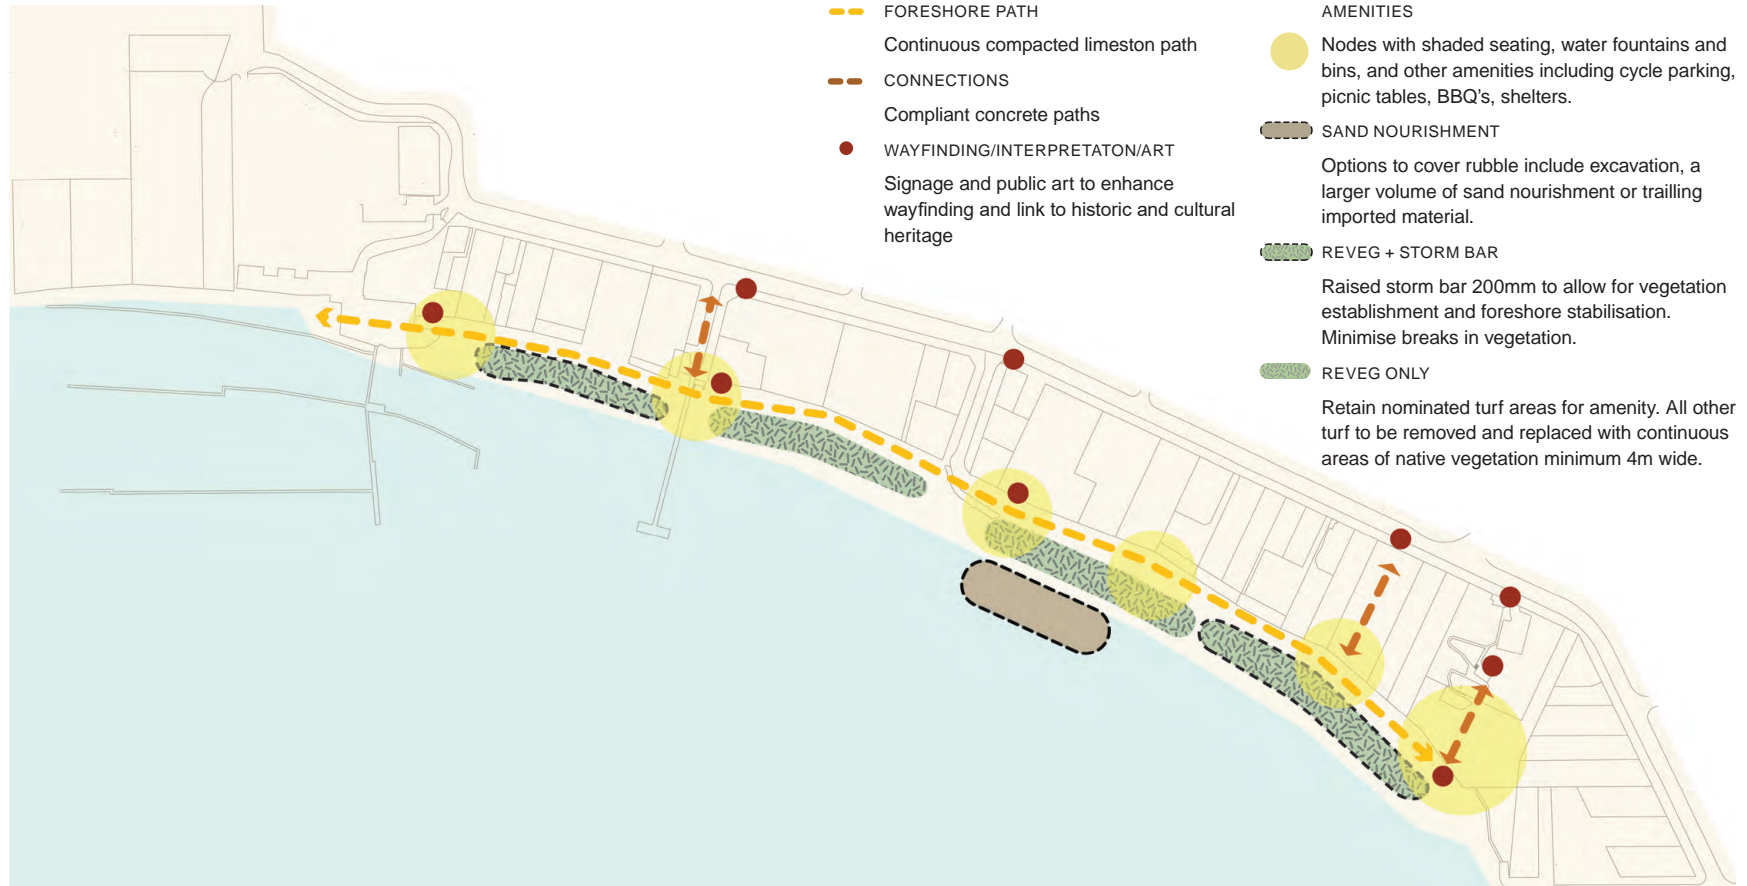 FORESHORE PATH
Continuous compacted limeston path
CONNECTIONS
Compliant concrete paths
WAYFINDING/INTERPRETATON/ART
Signage and public art to enhance
wayfinding and link to historic and cultural
heritage
AMENITIES
Nodes with shaded seating, water fountains and
bins, and other amenities including cycle parking,
picnic tables, BBQ's, shelters.
SAND NOURISHMENT
Options to cover rubble include excavation, a
larger volume of sand nourishment or trailling
imported material.
REVEG + STORM BAR
Raised storm bar 200mm to allow for vegetation
establishment and foreshore stabilisation.
Minimise breaks in vegetation.
REVEG ONLY
Retain nominated turf areas for amenity. All other
turf to be removed and replaced with continuous
areas of native vegetation minimum 4m wide.